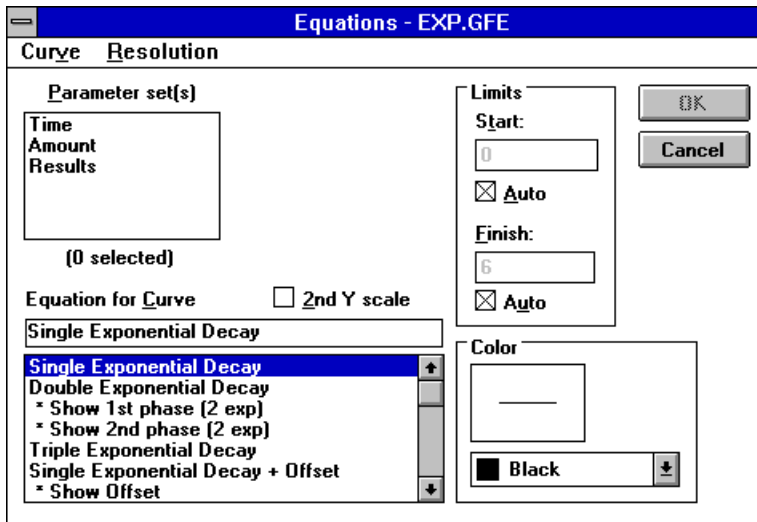 Equations - EXP.GFE
Curve Resolution
Parameter set(s)
Time
Amount
Results
(0 selected)
Equation for Curve
2nd Y scale
Single Exponential Decay
Single Exponential Decay
Double Exponential Decay
* Show 1st phase (2 exp)
* Show 2nd phase (2 exp)
Triple Exponential Decay
Single Exponential Decay + Offset
* Show Offset
Limits
Start:
0
Auto
Finish:
6
Auto
Color
Black
OK
Cancel